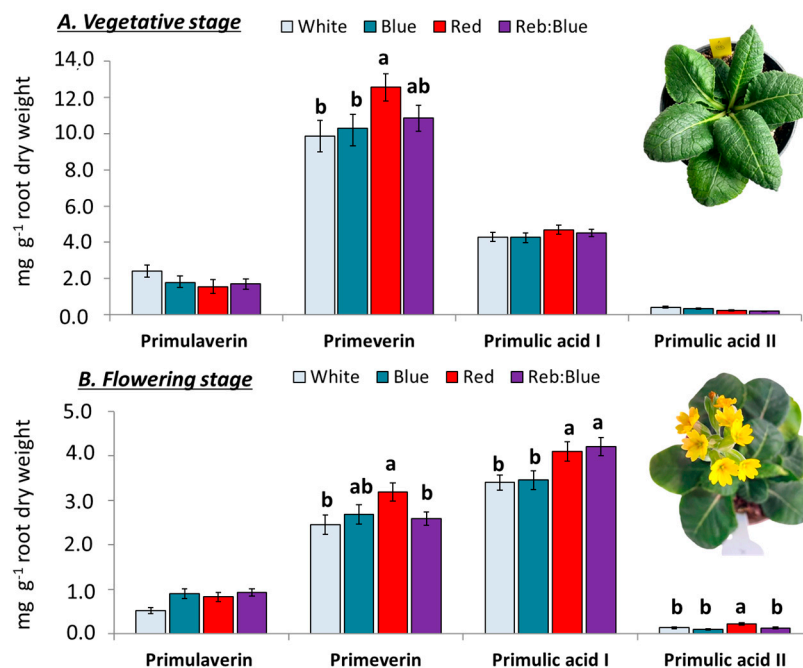 A. Vegetative stage
White Blue Red Reb:Blue
mg g⁻¹ root dry weight
14.0
12.0
10.0
8.0
6.0
4.0
2.0
0.0
b b a ab
Primulaverin Primeverin Primulic acid I Primulic acid II
B. Flowering stage
White Blue Red Reb:Blue
mg g⁻¹ root dry weight
5.0
4.0
3.0
2.0
1.0
0.0
b ab a b
b b a a
b b a b
Primulaverin Primeverin Primulic acid I Primulic acid II